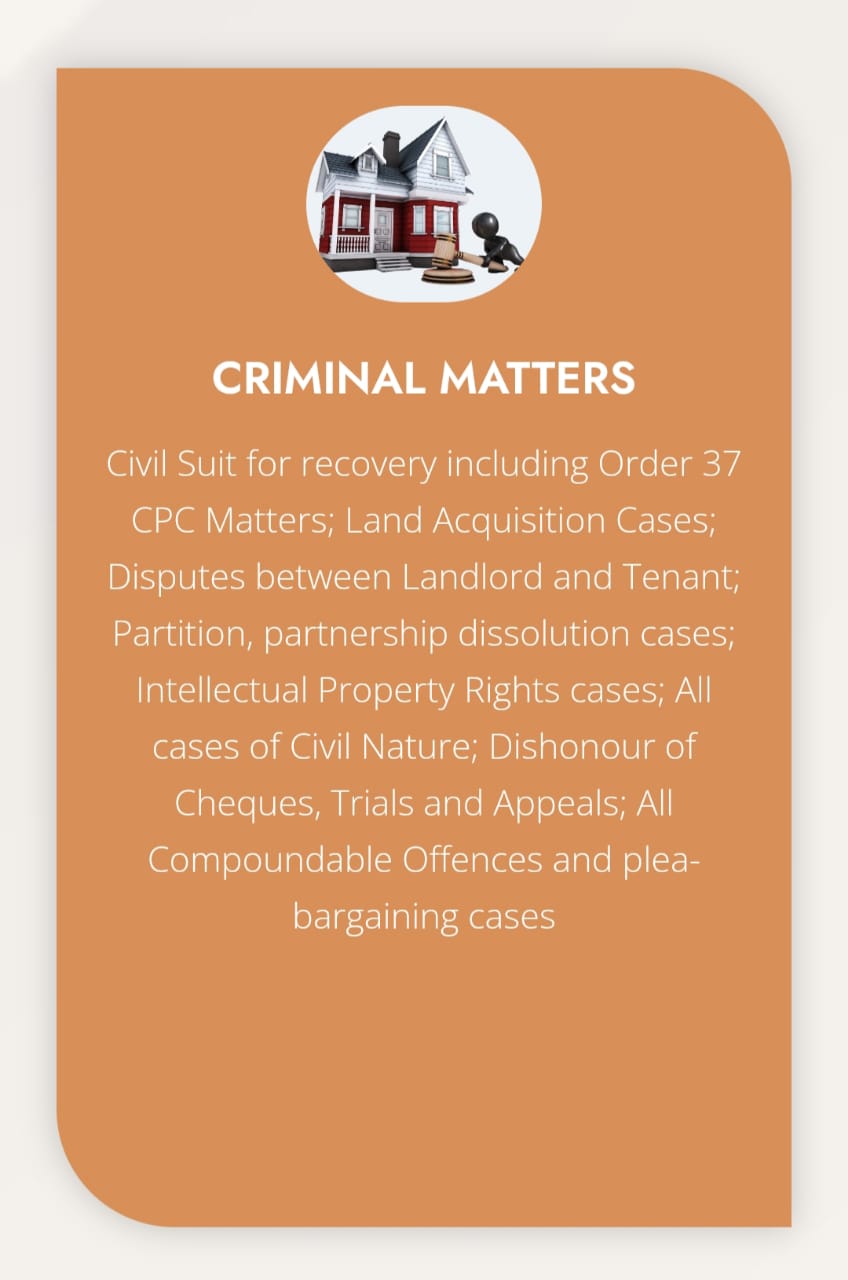 CRIMINAL MATTERS
Civil Suit for recovery including Order 37
CPC Matters; Land Acquisition Cases;
Disputes between Landlord and Tenant;
Partition, partnership dissolution cases;
Intellectual Property Rights cases; All
cases of Civil Nature; Dishonour of
Cheques, Trials and Appeals; All
Compoundable Offences and plea-
bargaining cases